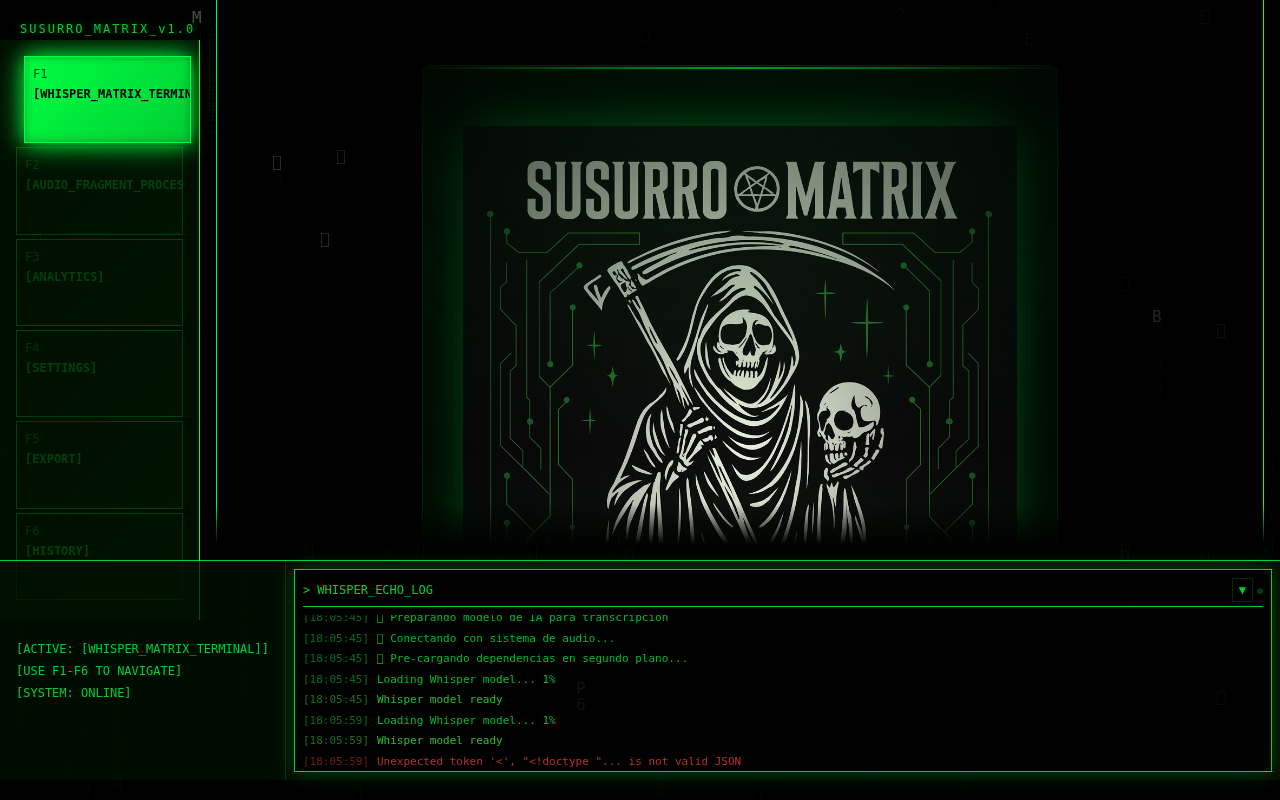 SUSURRO_MATRIX_v1.0
F1
[WHISPER_MATRIX_TERMIN
F2
[AUDIO_FRAGMENT_PROCES
F3
[ANALYTICS]
F4
[SETTINGS]
F5
[EXPORT]
F6
[HISTORY]
SUSURRO MATRIX
[ACTIVE: [WHISPER_MATRIX_TERMINAL]]
[USE F1-F6 TO NAVIGATE]
[SYSTEM: ONLINE]
> WHISPER_ECHO_LOG
[18:05:45] Preparando modelo de IA para transcripción
[18:05:45] Conectando con sistema de audio...
[18:05:45] Pre-cargando dependencias en segundo plano...
[18:05:45] Loading Whisper model... 1%
[18:05:45] Whisper model ready
[18:05:59] Loading Whisper model... 1%
[18:05:59] Whisper model ready
[18:05:59] Unexpected token '<', "<!doctype "... is not valid JSON
M
E
B
P
6